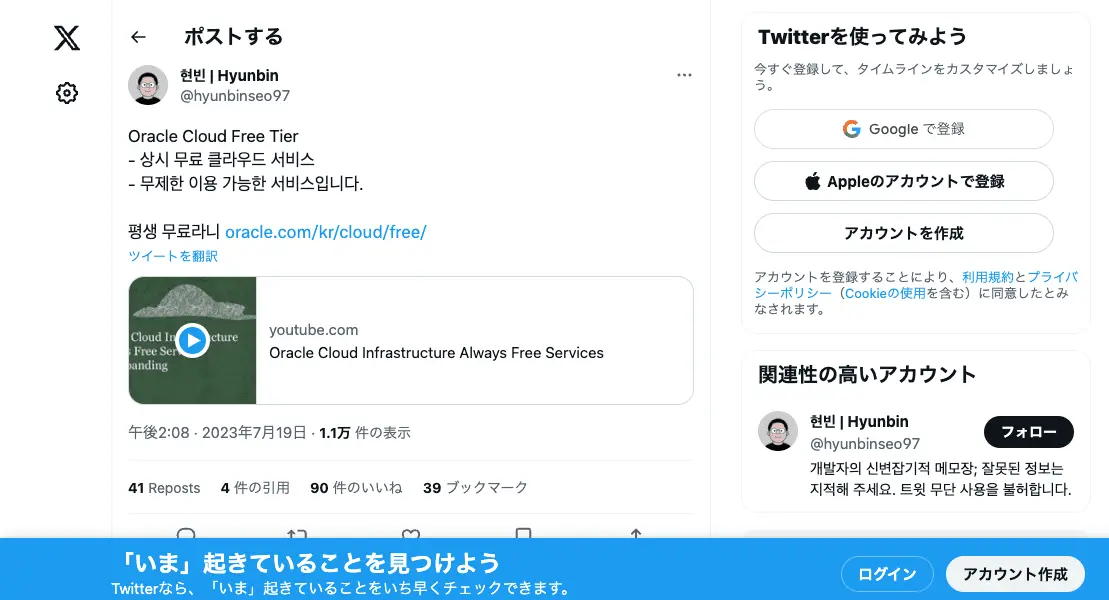 ポストする
현빈 | Hyunbin
@hyunbinseo97
Oracle Cloud Free Tier
- 상시 무료 클라우드 서비스
- 무제한 이용 가능한 서비스입니다.
평생 무료라니 oracle.com/kr/cloud/free/
ツイートを翻訳
Cloud In cture
Free Ser
panding
youtube.com
Oracle Cloud Infrastructure Always Free Services
午後2:08 · 2023年7月19日 · 1.1万 件の表示
41 Reposts 4 件の引用 90 件のいいね 39 ブックマーク
Twitterを使ってみよう
今すぐ登録して、タイムラインをカスタマイズしましょ
う。
Google で登録
Appleのアカウントで登録
アカウントを作成
アカウントを登録することにより、利用規約とプライバ
シーポリシー（Cookieの使用を含む）に同意したとみ
なされます。
関連性の高いアカウント
현빈 | Hyunbin
@hyunbinseo97
フォロー
개발자의 신변잡기적 메모장; 잘못된 정보는
지적해 주세요. 트윗 무단 사용을 불허합니다.
「いま」起きていることを見つけよう
Twitterなら、「いま」起きていることをいち早くチェックできます。
ログイン
アカウント作成